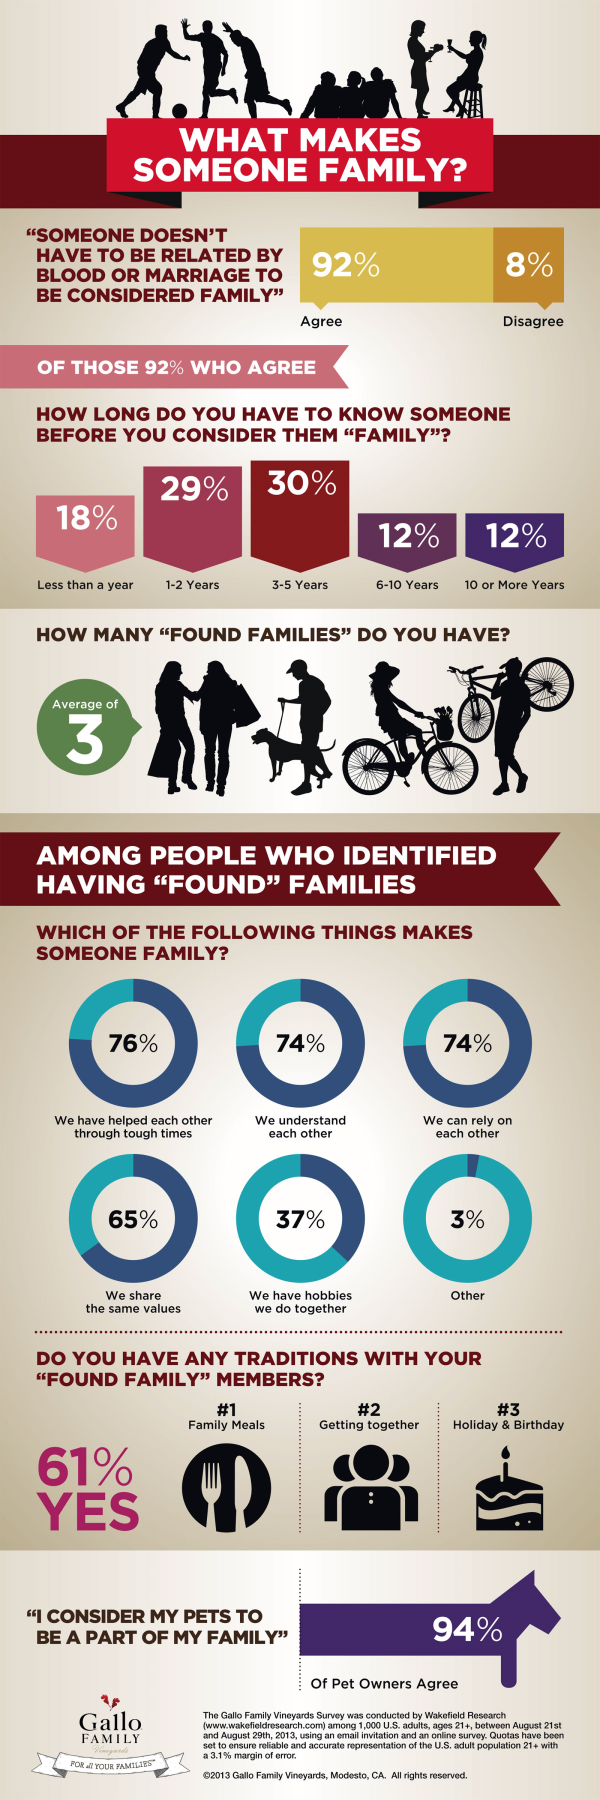 WHAT MAKES
SOMEONE FAMILY?
“SOMEONE DOESN’T
HAVE TO BE RELATED BY
BLOOD OR MARRIAGE TO
BE CONSIDERED FAMILY”
92% 8%
Agree Disagree
OF THOSE 92% WHO AGREE
HOW LONG DO YOU HAVE TO KNOW SOMEONE
BEFORE YOU CONSIDER THEM “FAMILY”?
18% 29% 30% 12% 12%
Less than a year 1-2 Years 3-5 Years 6-10 Years 10 or More Years
HOW MANY “FOUND FAMILIES” DO YOU HAVE?
Average of
3
AMONG PEOPLE WHO IDENTIFIED
HAVING “FOUND” FAMILIES
WHICH OF THE FOLLOWING THINGS MAKES
SOMEONE FAMILY?
76% 74% 74%
We have helped each other
through tough times
We understand
each other
We can rely on
each other
65% 37% 3%
We share
the same values
We have hobbies
we do together
Other
DO YOU HAVE ANY TRADITIONS WITH YOUR
“FOUND FAMILY” MEMBERS?
61%
YES
#1
Family Meals
#2
Getting together
#3
Holiday & Birthday
“I CONSIDER MY PETS TO
BE A PART OF MY FAMILY”
94%
Of Pet Owners Agree
Gallo
FAMILY
Vineyards
FOR all YOUR FAMILIES™
The Gallo Family Vineyards Survey was conducted by Wakefield Research
(www.wakefieldresearch.com) among 1,000 U.S. adults, ages 21+, between August 21st
and August 29th, 2013, using an email invitation and an online survey. Quotas have been
set to ensure reliable and accurate representation of the U.S. adult population 21+ with
a 3.1% margin of error.
©2013 Gallo Family Vineyards, Modesto, CA. All rights reserved.